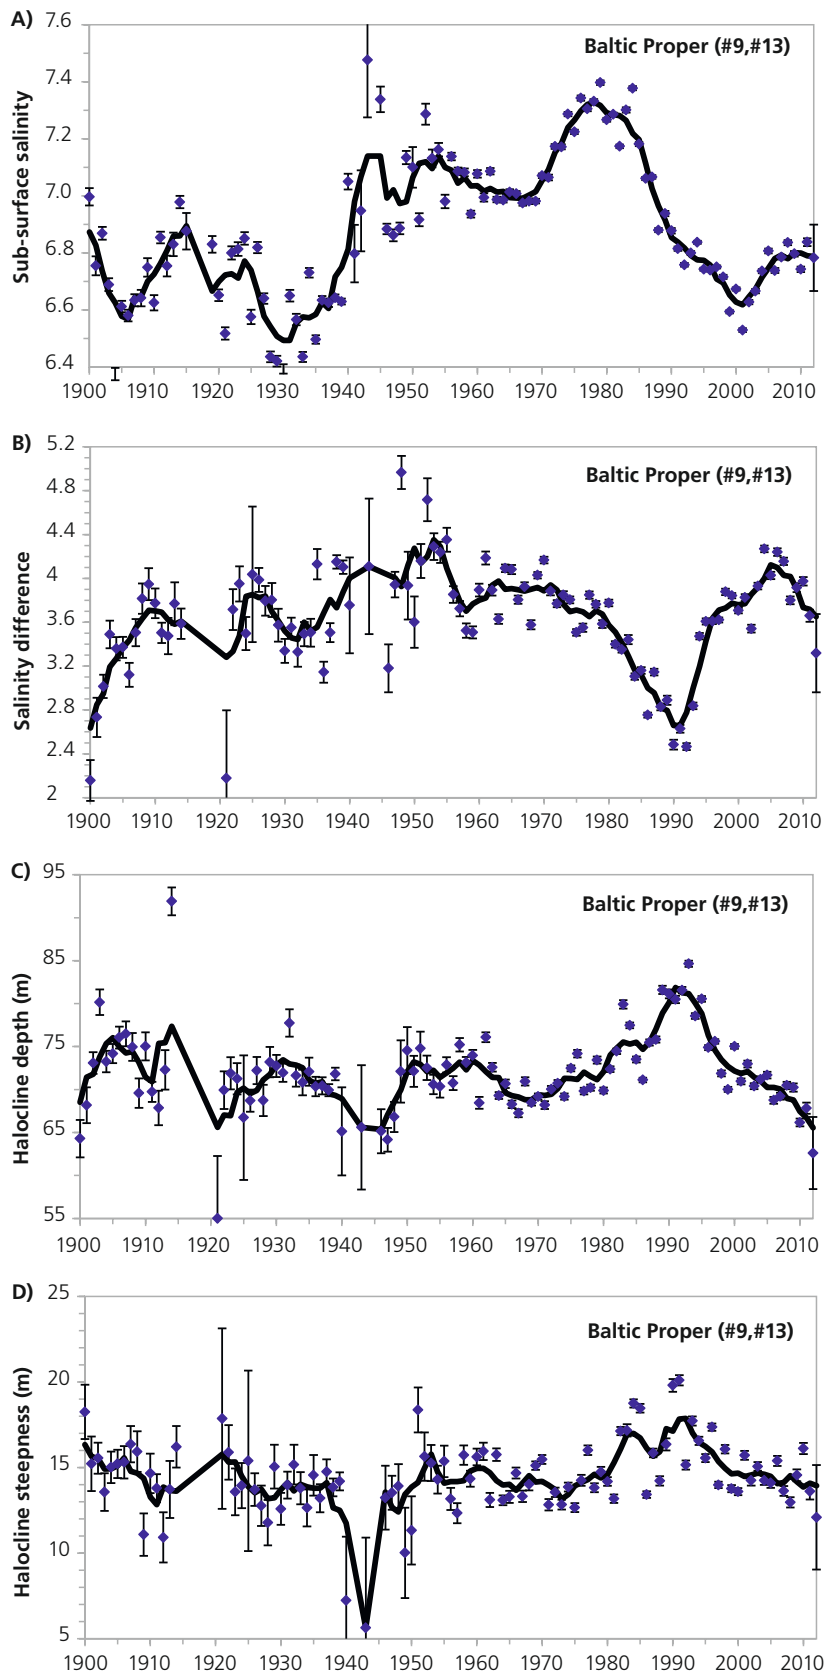 A)
Baltic Proper (#9,#13)
Sub-surface salinity
7.6
7.4
7.2
7.0
6.8
6.6
6.4
1900 1910 1920 1930 1940 1950 1960 1970 1980 1990 2000 2010
B)
Baltic Proper (#9,#13)
Salinity difference
5.2
4.8
4.4
4
3.6
3.2
2.8
2.4
2
1900 1910 1920 1930 1940 1950 1960 1970 1980 1990 2000 2010
C)
Baltic Proper (#9,#13)
Halocline depth (m)
95
85
75
65
55
1900 1910 1920 1930 1940 1950 1960 1970 1980 1990 2000 2010
D)
Baltic Proper (#9,#13)
Halocline steepness (m)
25
20
15
10
5
1900 1910 1920 1930 1940 1950 1960 1970 1980 1990 2000 2010